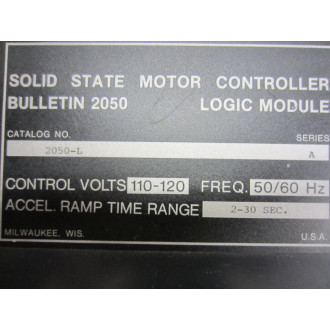 SOLID STATE MOTOR CONTROLLER
BULLETIN 2050 LOGIC MODULE
CATALOG NO. SERIES
2050-L A
CONTROL VOLTS 110-120 FREQ. 50/60 Hz
ACCEL. RAMP TIME RANGE 2-30 SEC.
MILWAUKEE, WIS. U.S.A.